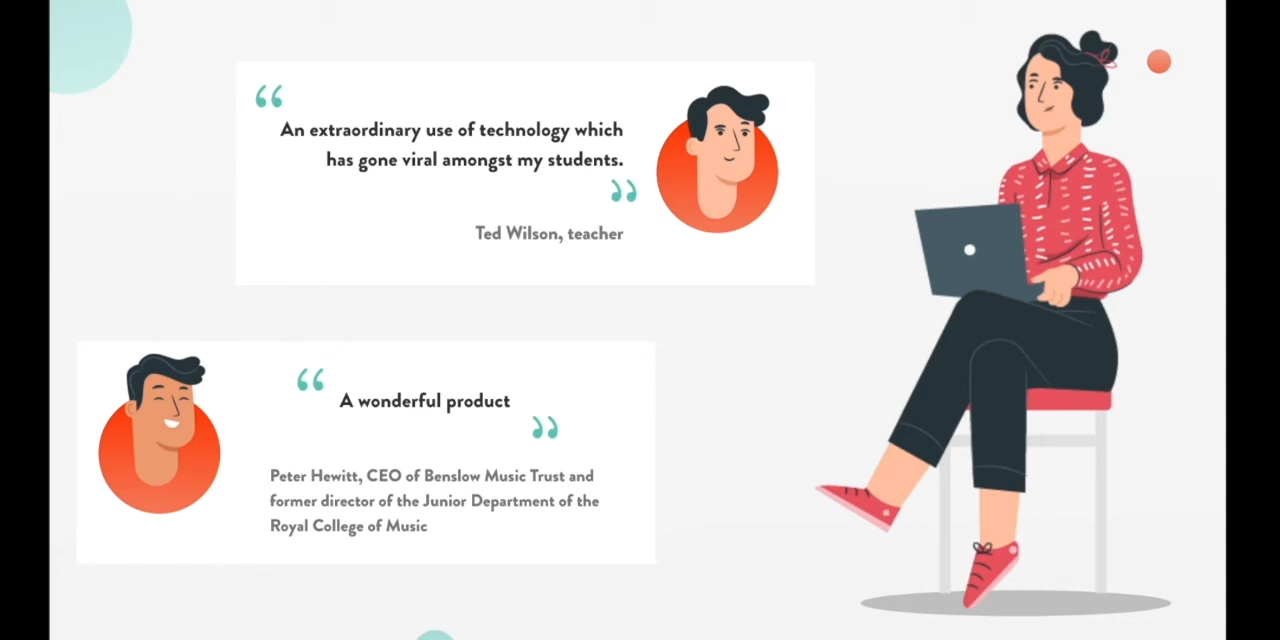 “
An extraordinary use of technology which
has gone viral amongst my students.
”
Ted Wilson, teacher
“
A wonderful product
”
Peter Hewitt, CEO of Benslow Music Trust and
former director of the Junior Department of the
Royal College of Music